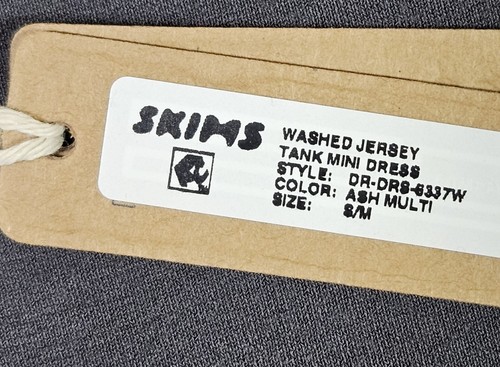 SKIMS
WASHED JERSEY
TANK MINI DRESS
STYLE: DR-DRS-6337W
COLOR: ASH MULTI
SIZE: S/M